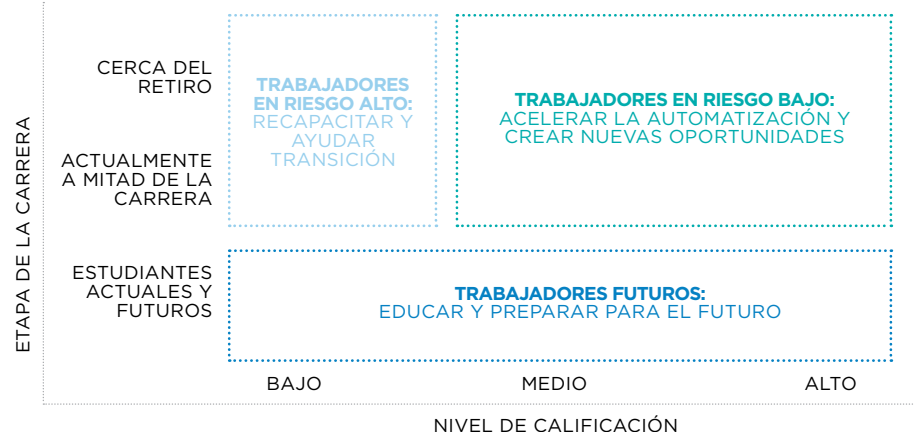 ETAPA DE LA CARRERA
CERCA DEL
RETIRO
ACTUALMENTE
A MITAD DE LA
CARRERA
ESTUDIANTES
ACTUALES Y
FUTUROS
TRABAJADORES
EN RIESGO ALTO:
RECAPACITAR Y
AYUDAR
TRANSICIÓN
TRABAJADORES EN RIESGO BAJO:
ACELERAR LA AUTOMATIZACIÓN Y
CREAR NUEVAS OPORTUNIDADES
TRABAJADORES FUTUROS:
EDUCAR Y PREPARAR PARA EL FUTURO
BAJO
MEDIO
ALTO
NIVEL DE CALIFICACIÓN